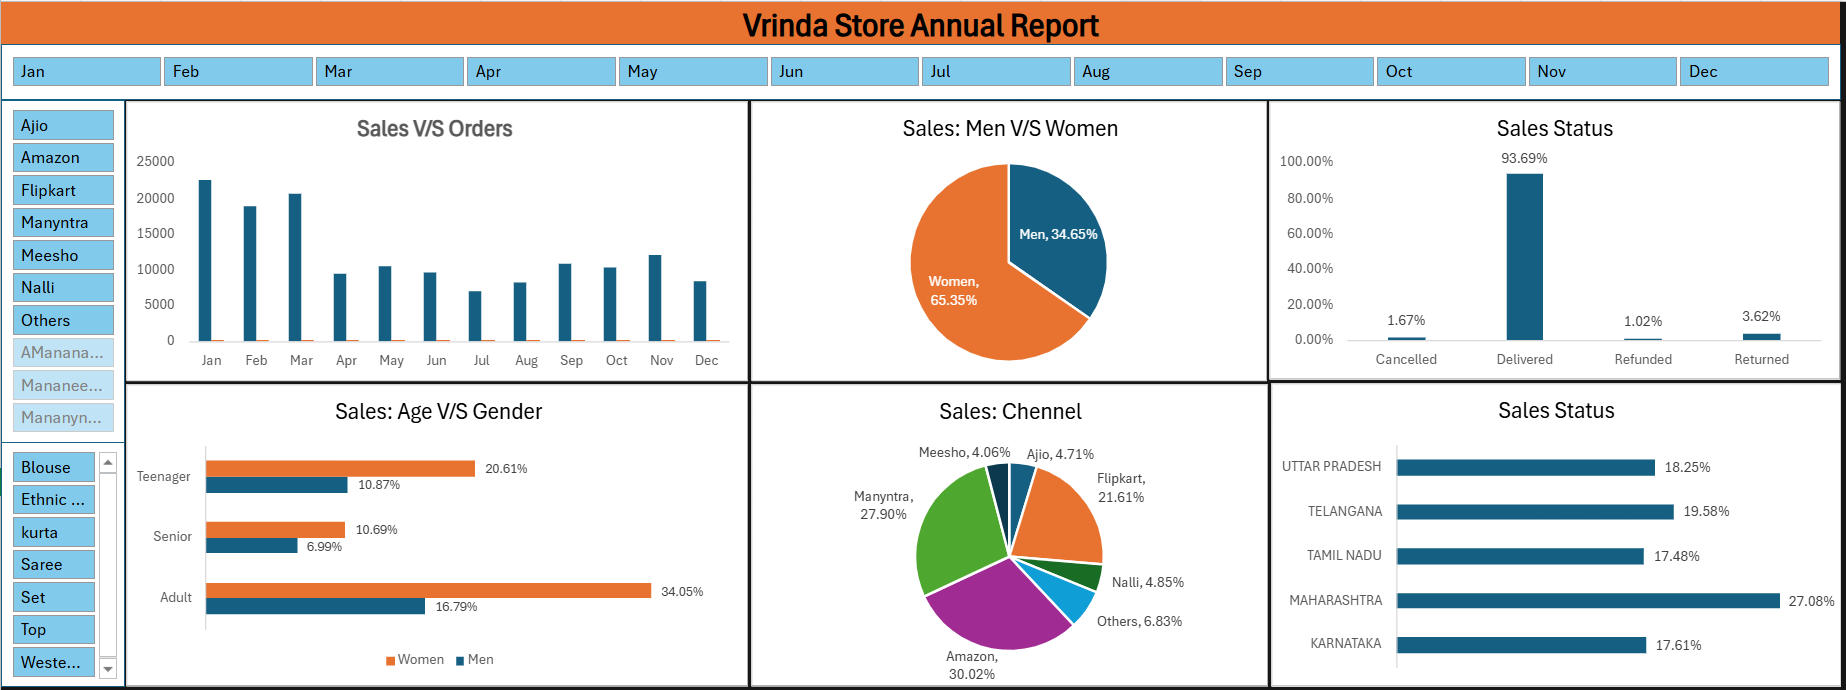 Vrinda Store Annual Report
Jan
Feb
Mar
Apr
May
Jun
Jul
Aug
Sep
Oct
Nov
Dec
Ajio
Amazon
Flipkart
Manyntra
Meesho
Nalli
Others
AManana...
Mananee...
Mananyn...
Blouse
Ethnic ...
kurta
Saree
Set
Top
Weste...
Sales V/S Orders
25000
20000
15000
10000
5000
0
Jan Feb Mar Apr May Jun Jul Aug Sep Oct Nov Dec
Sales: Men V/S Women
Men, 34.65%
Women,
65.35%
Sales Status
100.00%
80.00%
60.00%
40.00%
20.00%
0.00%
1.67%
93.69%
1.02%
3.62%
Cancelled Delivered Refunded Returned
Sales: Age V/S Gender
Teenager
20.61%
10.87%
Senior
10.69%
6.99%
Adult
34.05%
16.79%
Women Men
Sales: Chennel
Meesho, 4.06%
Ajio, 4.71%
Flipkart,
21.61%
Manyntra,
27.90%
Nalli, 4.85%
Others, 6.83%
Amazon,
30.02%
Sales Status
UTTAR PRADESH 18.25%
TELANGANA 19.58%
TAMIL NADU 17.48%
MAHARASHTRA 27.08%
KARNATAKA 17.61%